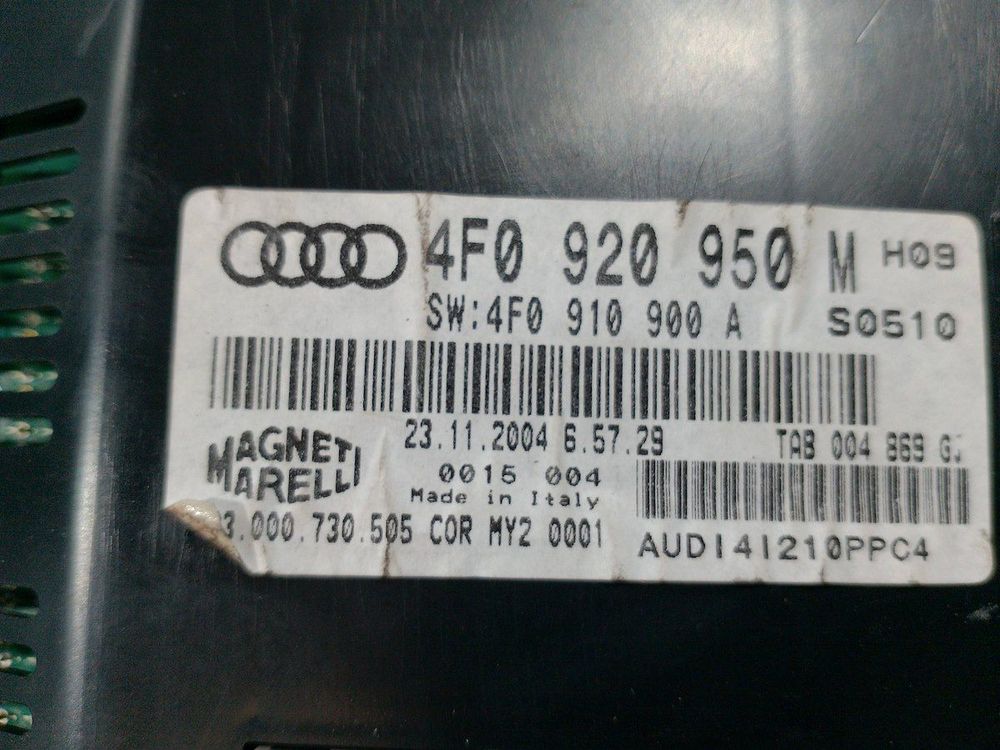 4F0 920 950 M H09
SW:4F0 910 900 A S0510
MAGNETI MARELLI
23.11.2004 6.57.29 TAB 004 869 G.
0015 004
Made in Italy
3.000.730.505 COR MY2 0001
AUDI4I210PPC4